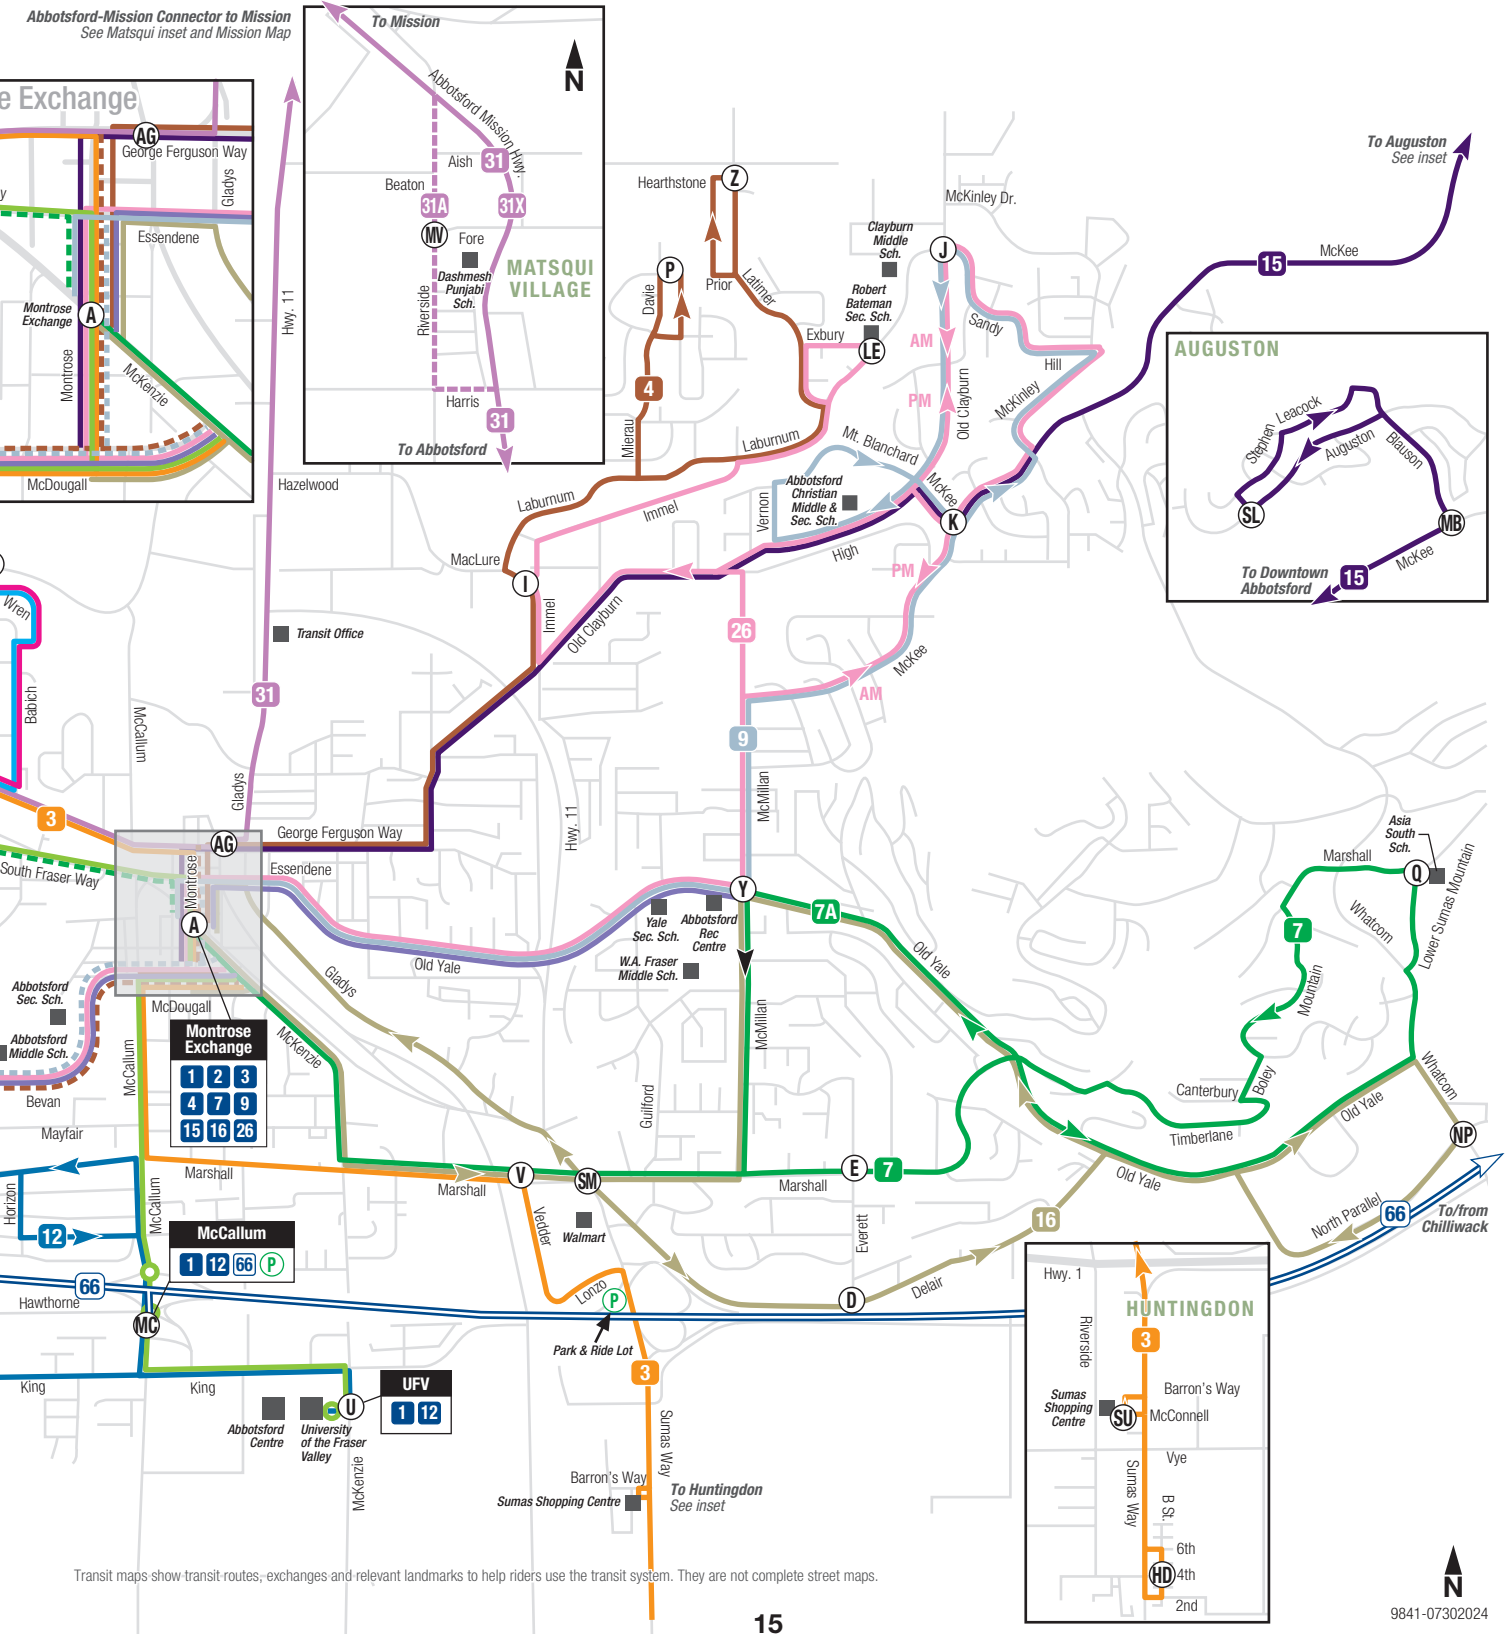 Abbotsford-Mission Connector to Mission
See Matsqui inset and Mission Map
To Mission
N
Abbotsford Mission Hwy.
Aish
31
Beaton
31A
31X
MV
Fore
Dashmesh
Punjabi
Sch.
MATSQUI
VILLAGE
Riverside
Harris
31
To Abbotsford
e Exchange
AG
George Ferguson Way
Gladys
y
Essendene
Montrose
Exchange
A
Montrose
McKenzie
McDougall
Hwy. 11
Hazelwood
Hearthstone
Z
P
Davie
Prior
Latimer
4
Mierau
Laburnum
Laburnum
Immel
MacLure
I
Immel
Old Clayburn
McKinley Dr.
Clayburn
Middle
Sch.
J
Robert
Bateman
Sec. Sch.
Exbury
LE
AM
PM
Sandy
Hill
McKinley
Old Clayburn
Mt. Blanchard
Abbotsford
Christian
Middle &
Sec. Sch.
Vernon
McKee
K
High
PM
McKee
AM
To Auguston
See inset
15
McKee
AUGUSTON
Leacock
Stephen
Auguston
Blauson
SL
MB
McKee
To Downtown
Abbotsford
15
Wren
Babich
McCallum
Transit Office
31
Gladys
26
9
McMillan
Hwy. 11
3
AG
George Ferguson Way
South Fraser Way
Montrose
Essendene
A
Old Yale
Gladys
Y
Yale
Sec. Sch.
Abbotsford
Rec
Centre
W.A. Fraser
Middle Sch.
7A
Old Yale
McMillan
Guilford
Asia
South
Sch.
Marshall
Q
Lower Sumas Mountain
Whatcom
7
Mountain
Canterbury
Boley
Timberlane
Old Yale
Whatcom
NP
Old Yale
North Parallel
66
To/from
Chilliwack
Abbotsford
Sec. Sch.
Abbotsford
Middle Sch.
McDougall
Bevan
McCallum
McKenzie
Mayfair
Montrose
Exchange
1 2 3
4 7 9
15 16 26
Marshall
Marshall
V
SM
Marshall
E
7
Horizon
12
McCallum
McCallum
1 12 66 P
Vedder
Walmart
Everett
16
66
Hawthorne
MC
Lonzo
P
Park & Ride Lot
D
Delair
3
King
King
Abbotsford
Centre
University
of the Fraser
Valley
U
UFV
1 12
McKenzie
Sumas Way
Barron's Way
Sumas Shopping Centre
To Huntingdon
See inset
Hwy. 1
HUNTINGDON
Riverside
3
Sumas
Shopping
Centre
SU
Barron's Way
McConnell
Vye
Sumas Way
B St.
6th
HD
4th
2nd
N
9841-07302024
Transit maps show transit routes, exchanges and relevant landmarks to help riders use the transit system. They are not complete street maps.
15